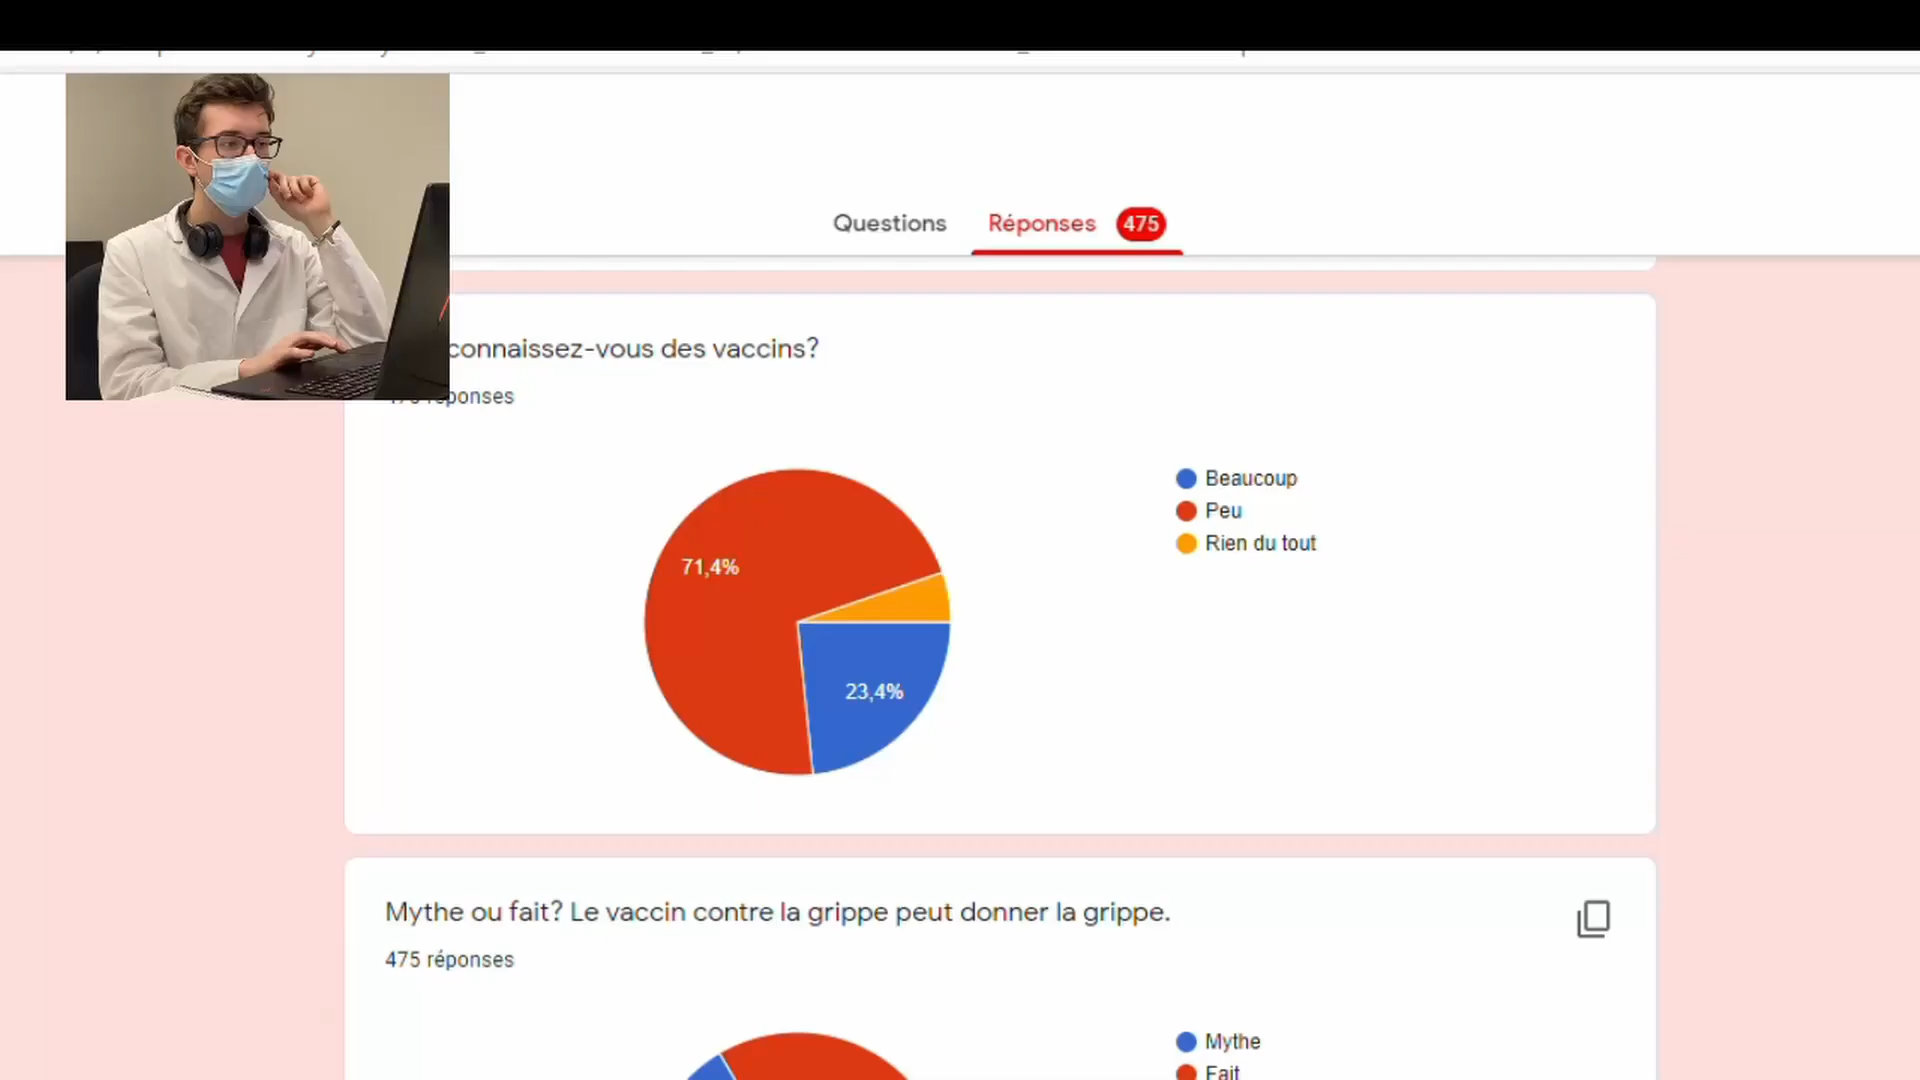 Questions
Réponses 475
connaissez-vous des vaccins?
réponses
Beaucoup
Peu
Rien du tout
71,4%
23,4%
Mythe ou fait? Le vaccin contre la grippe peut donner la grippe.
475 réponses
Mythe
Fait